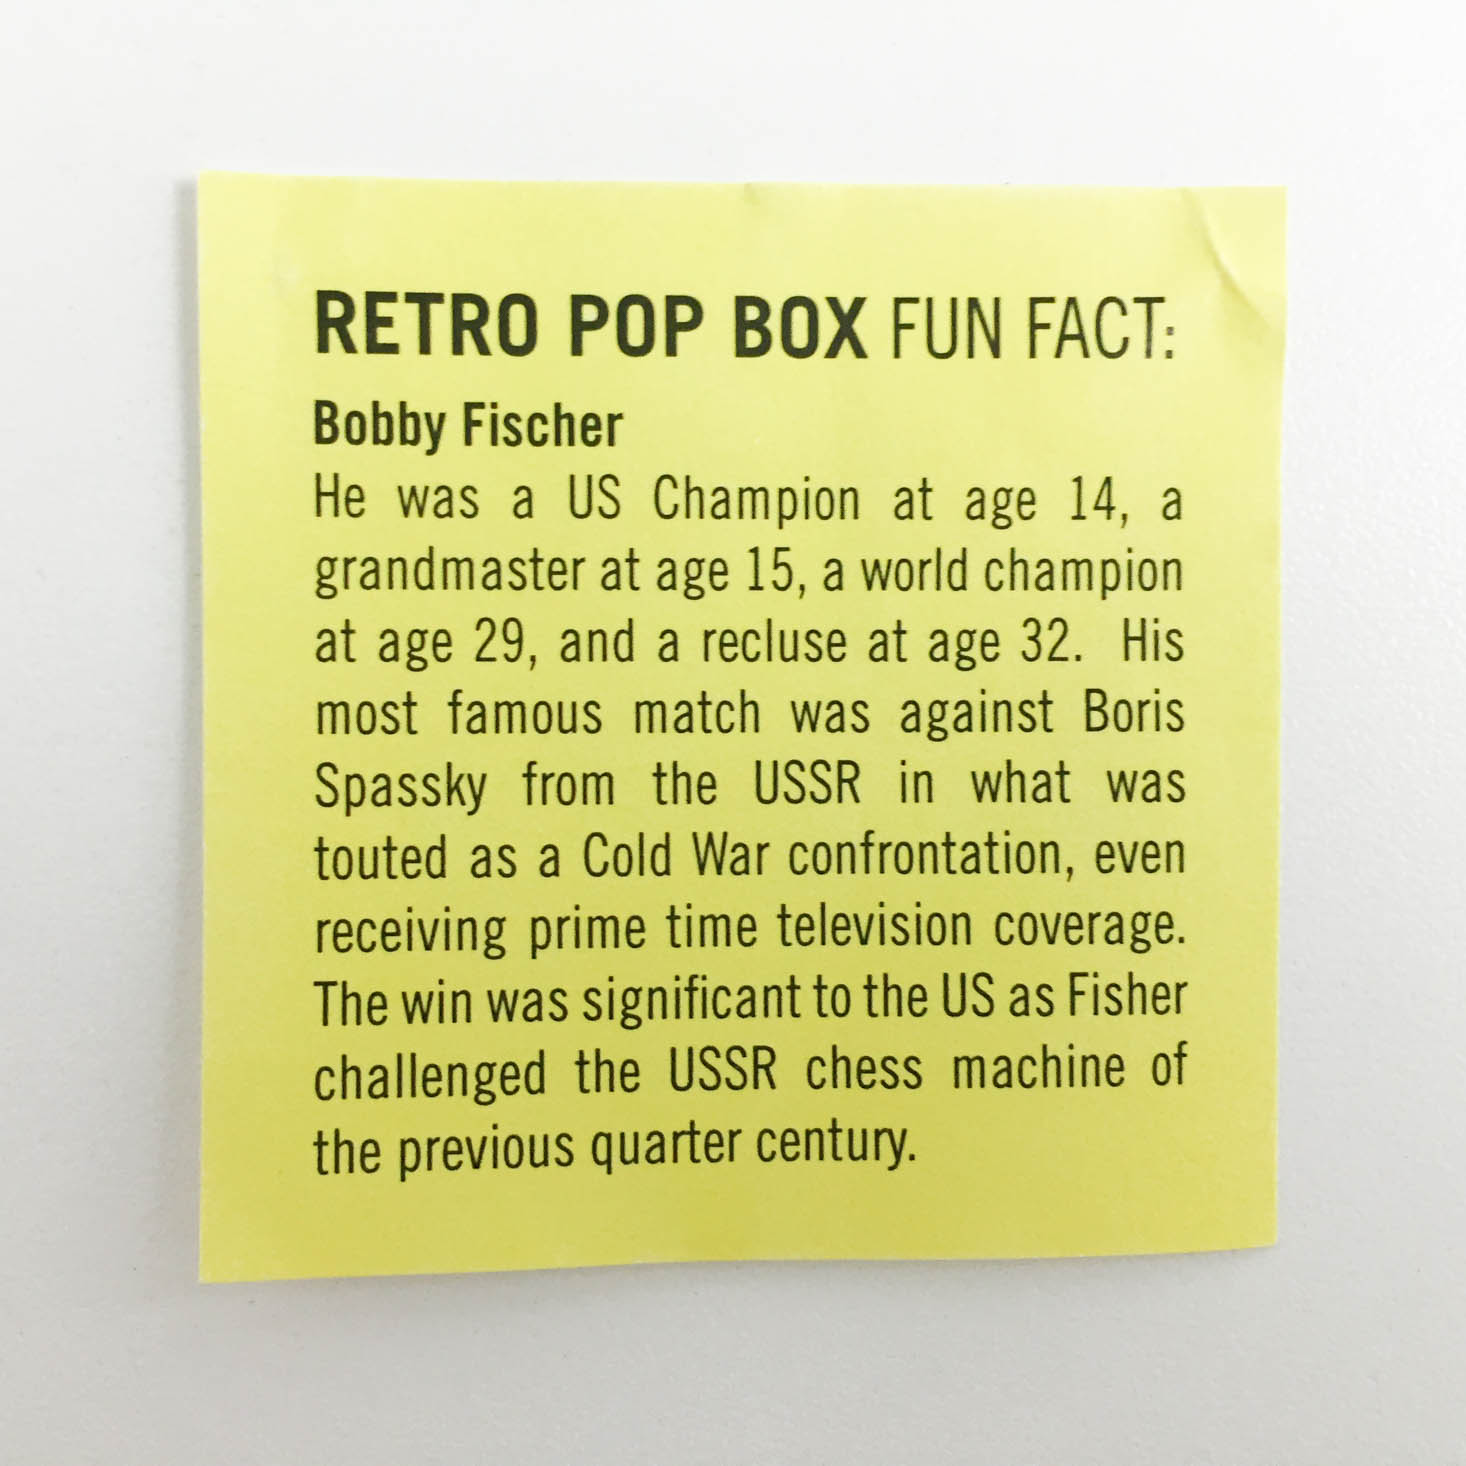 RETRO POP BOX FUN FACT:
Bobby Fischer
He was a US Champion at age 14, a
grandmaster at age 15, a world champion
at age 29, and a recluse at age 32. His
most famous match was against Boris
Spassky from the USSR in what was
touted as a Cold War confrontation, even
receiving prime time television coverage.
The win was significant to the US as Fisher
challenged the USSR chess machine of
the previous quarter century.